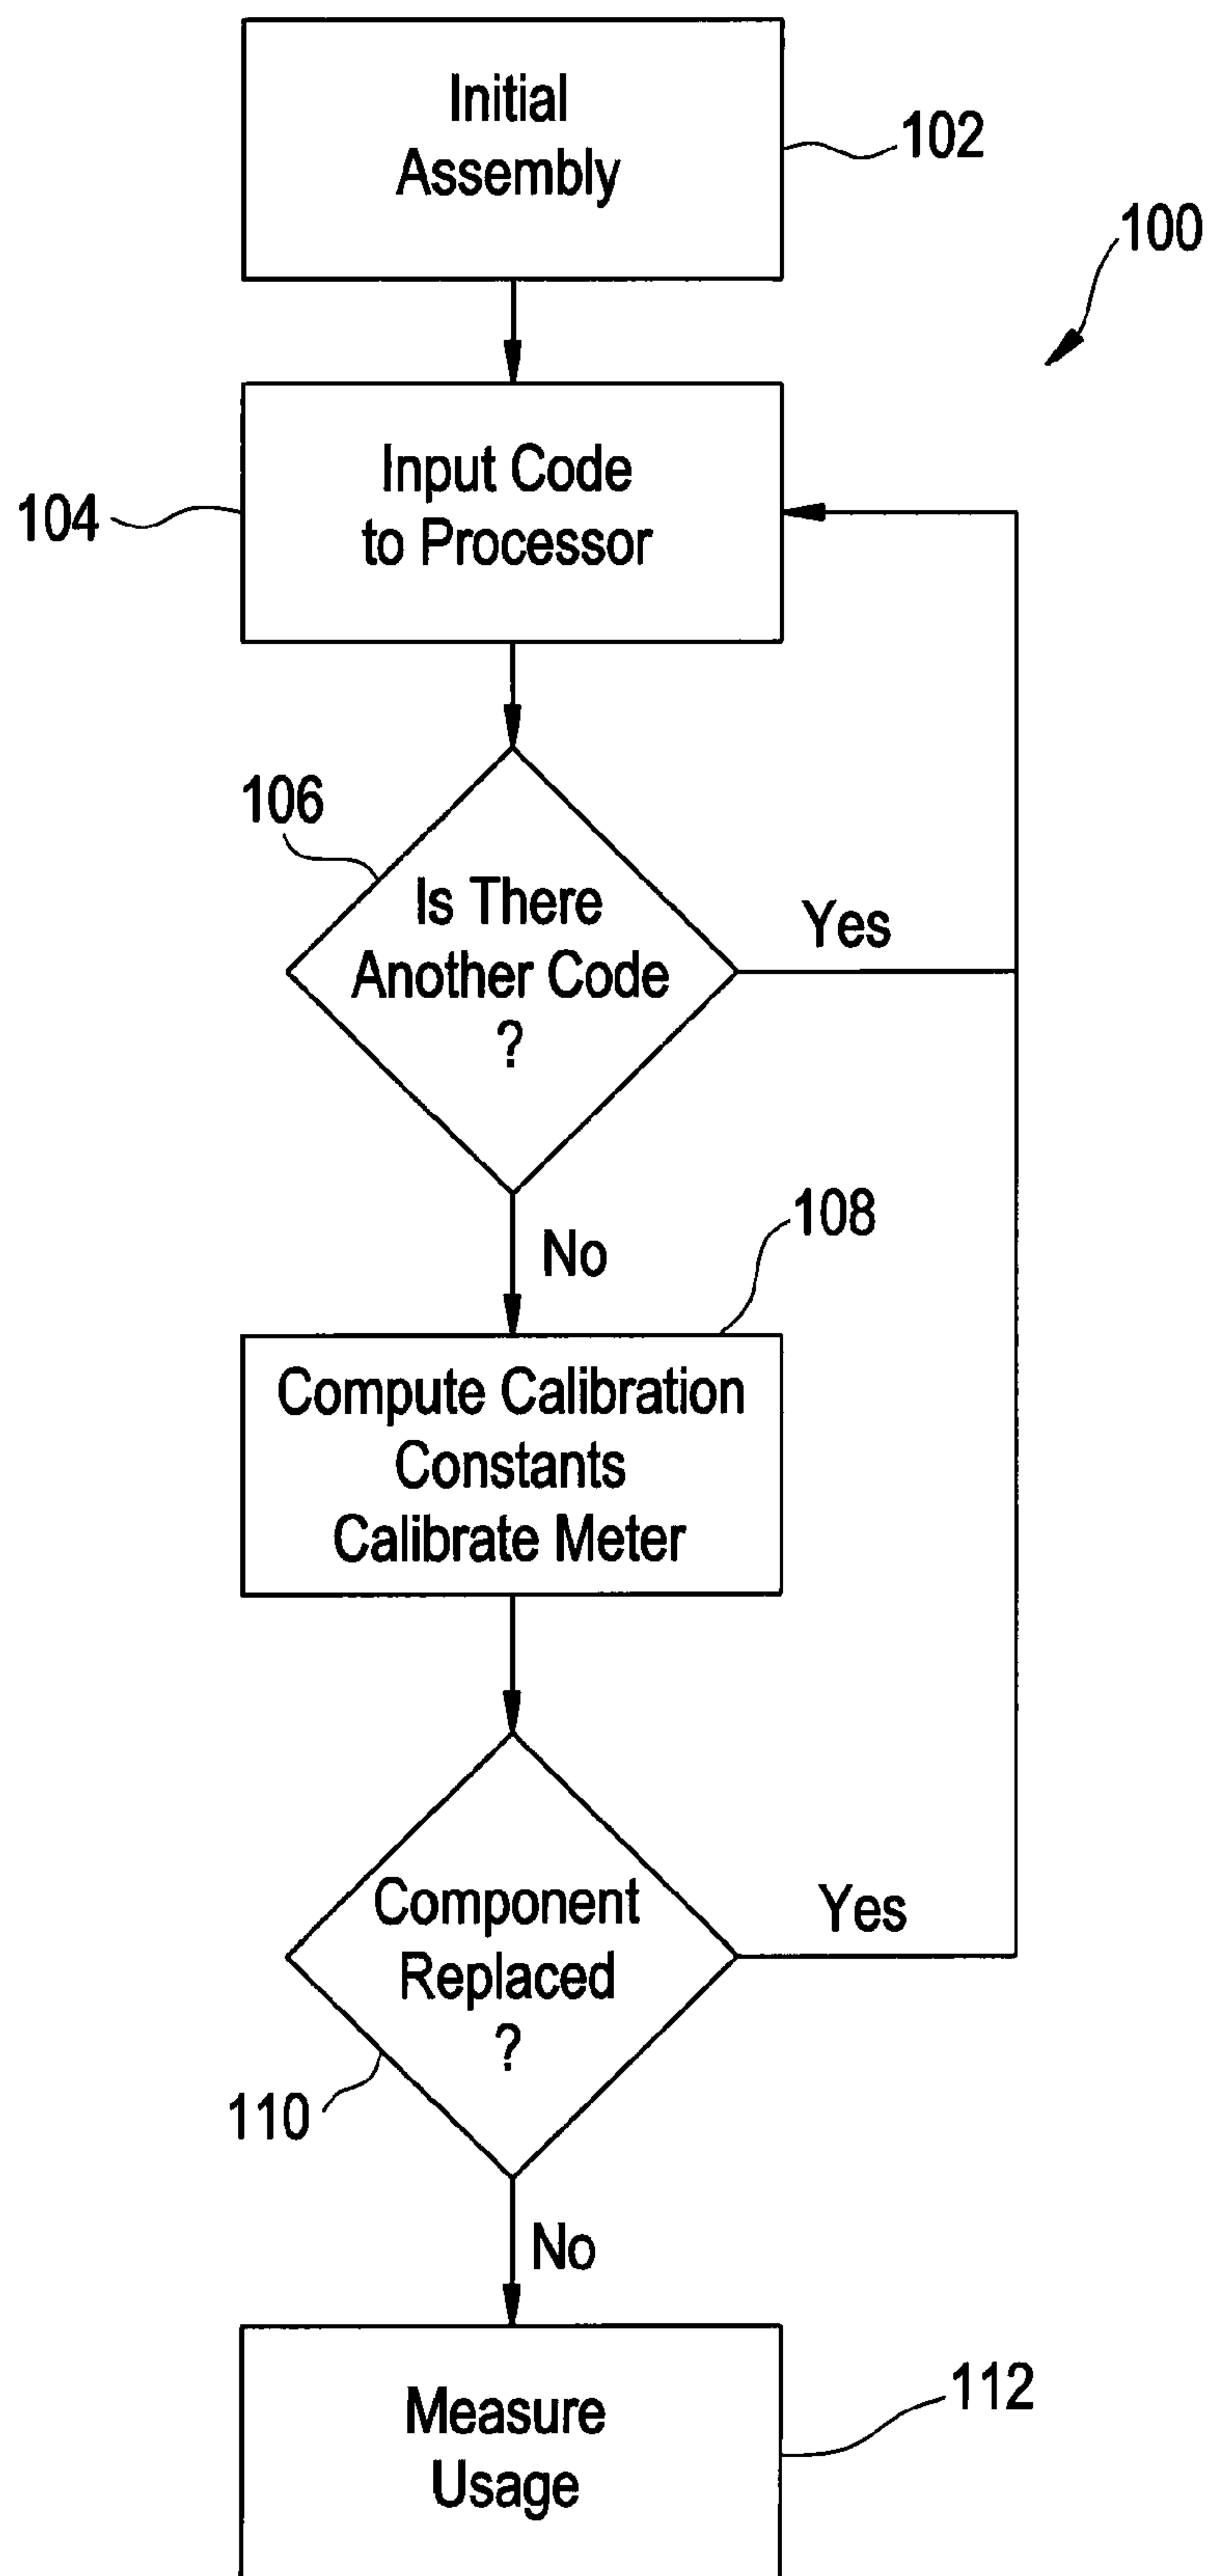 Initial
Assembly
102
100
Input Code
to Processor
104
106
Is There
Another Code
?
Yes
No
108
Compute Calibration
Constants
Calibrate Meter
Component
Replaced
?
Yes
110
No
Measure
Usage
112